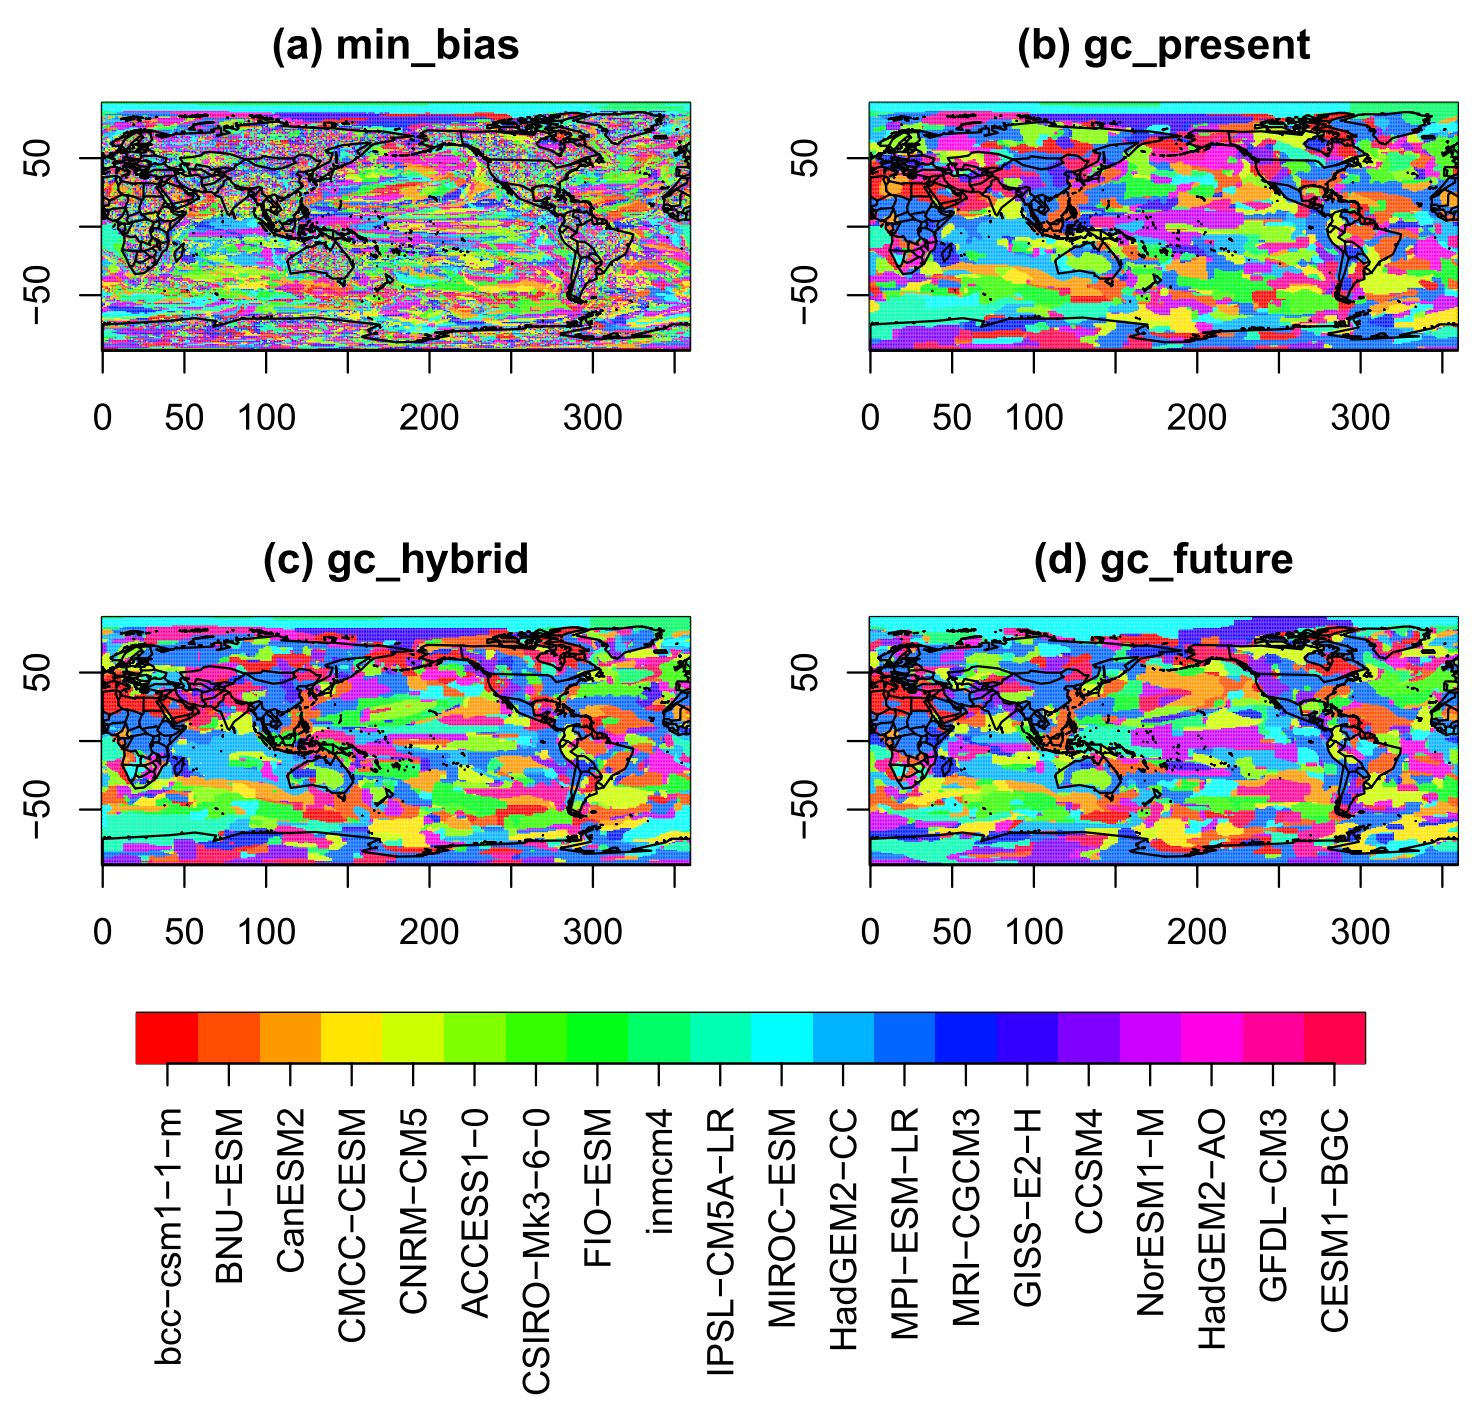 (a) min_bias
(b) gc_present
50
−50
0 50 100 200 300
50
−50
0 50 100 200 300
(c) gc_hybrid
(d) gc_future
50
−50
0 50 100 200 300
50
−50
0 50 100 200 300
bcc−csm1−1−m
BNU−ESM
CanESM2
CMCC−CESM
CNRM−CM5
ACCESS1−0
CSIRO−Mk3−6−0
FIO−ESM
inmcm4
IPSL−CM5A−LR
MIROC−ESM
HadGEM2−CC
MPI−ESM−LR
MRI−CGCM3
GISS−E2−H
CCSM4
NorESM1−M
HadGEM2−AO
GFDL−CM3
CESM1−BGC